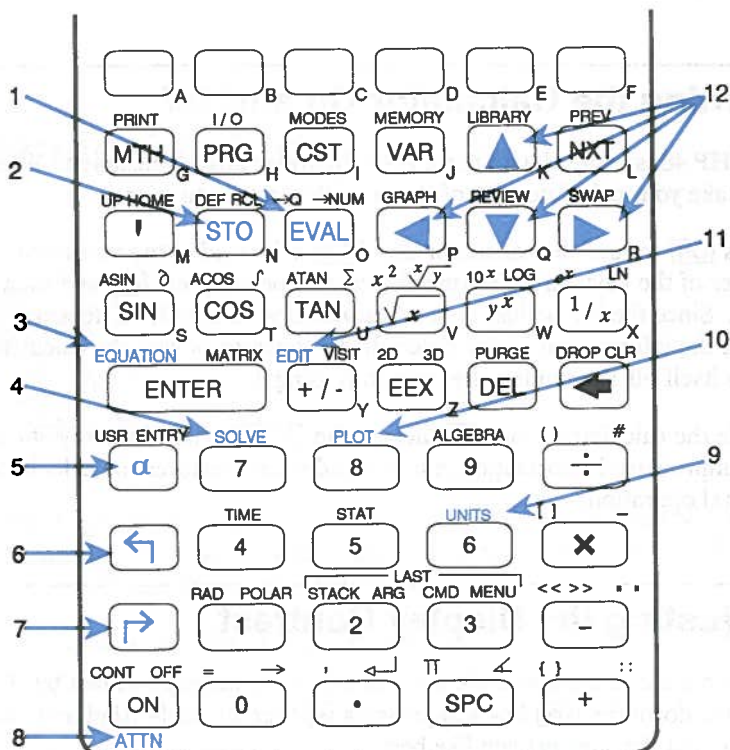 A B C D E F
1 12
PRINT I/O MODES MEMORY LIBRARY PREV
MTH PRG CST VAR ▲ NXT
G H I J K L
2
UP HOME DEF RCL →Q →NUM GRAPH REVIEW SWAP
' STO EVAL ◀ ▼ ▶
M N O P Q R
11
ASIN ∂ ACOS ∫ ATAN Σ x² ˣ√y 10ˣ LOG eˣ LN
SIN COS TAN √x yˣ 1/x
S T U V W X
3 10
EQUATION MATRIX EDIT VISIT 2D 3D PURGE DROP CLR
ENTER +/- EEX DEL ←
Y Z
4
USR ENTRY SOLVE PLOT ALGEBRA ( ) #
5 α 7 8 9 ÷
9
TIME STAT UNITS [ ] _
6 ↰ 4 5 6 ×
LAST
RAD POLAR STACK ARG CMD MENU << >> " "
7 ↱ 1 2 3 −
CONT OFF = → , ↵ π ∠ { } ::
ON 0 • SPC +
8 ATTN